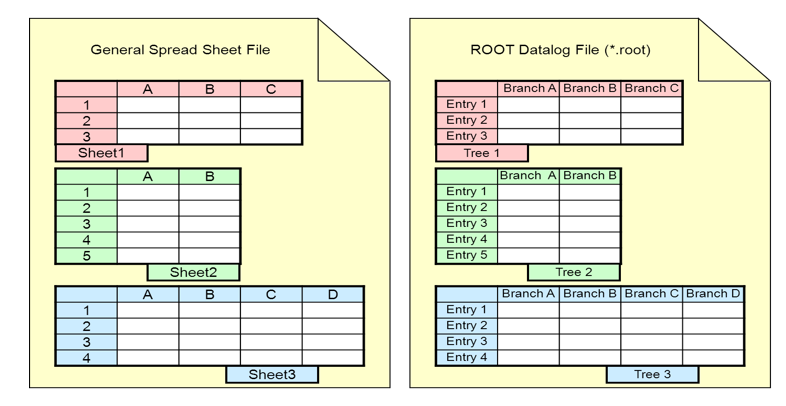 General Spread Sheet File
A B C
1
2
3
Sheet1
A B
1
2
3
4
5
Sheet2
A B C D
1
2
3
4
Sheet3
ROOT Datalog File (*.root)
Branch A Branch B Branch C
Entry 1
Entry 2
Entry 3
Tree 1
Branch A Branch B
Entry 1
Entry 2
Entry 3
Entry 4
Entry 5
Tree 2
Branch A Branch B Branch C Branch D
Entry 1
Entry 2
Entry 3
Entry 4
Tree 3